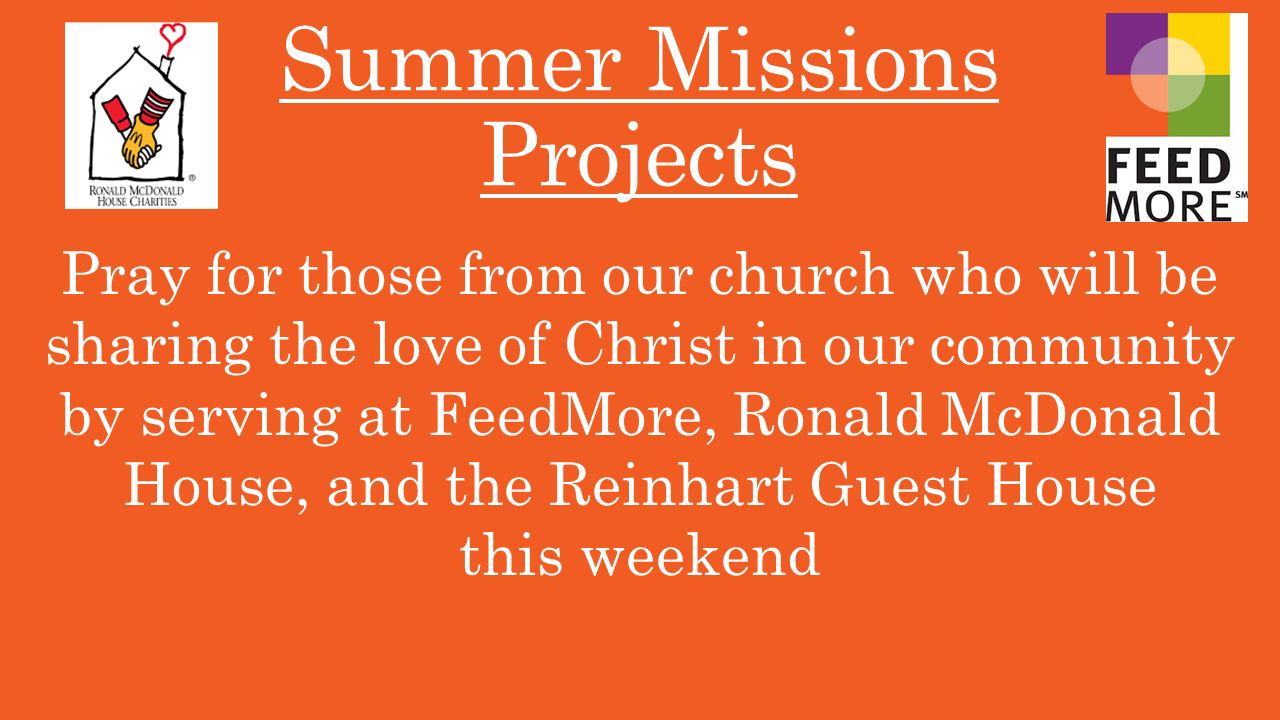 Summer Missions
Projects
RONALD MCDONALD
HOUSE CHARITIES®
FEED
MORE SM
Pray for those from our church who will be
sharing the love of Christ in our community
by serving at FeedMore, Ronald McDonald
House, and the Reinhart Guest House
this weekend